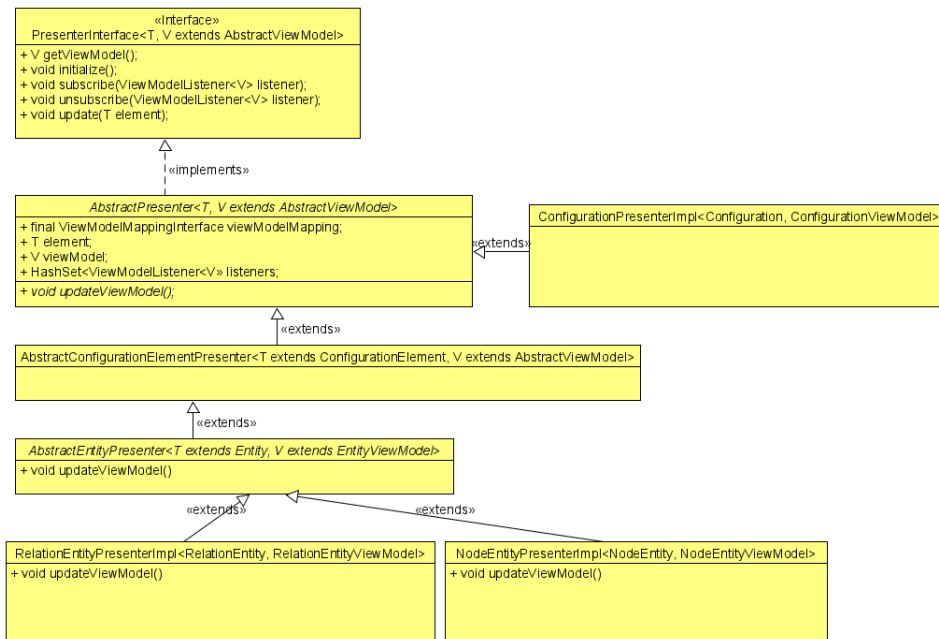 «Interface»
PresenterInterface<T, V extends AbstractViewModel>
+ V getViewModel();
+ void initialize();
+ void subscribe(ViewModelListener<V> listener);
+ void unsubscribe(ViewModelListener<V> listener);
+ void update(T element);
«implements»
AbstractPresenter<T, V extends AbstractViewModel>
+ final ViewModelMappingInterface viewModelMapping;
+ T element;
+ V viewModel;
+ HashSet<ViewModelListener<V» listeners;
+ void updateViewModel();
«extends»
ConfigurationPresenterImpl<Configuration, ConfigurationViewModel>
«extends»
AbstractConfigurationElementPresenter<T extends ConfigurationElement, V extends AbstractViewModel>
«extends»
AbstractEntityPresenter<T extends Entity, V extends EntityViewModel>
+ void updateViewModel()
«extends»
«extends»
RelationEntityPresenterImpl<RelationEntity, RelationEntityViewModel>
+ void updateViewModel()
NodeEntityPresenterImpl<NodeEntity, NodeEntityViewModel>
+ void updateViewModel()